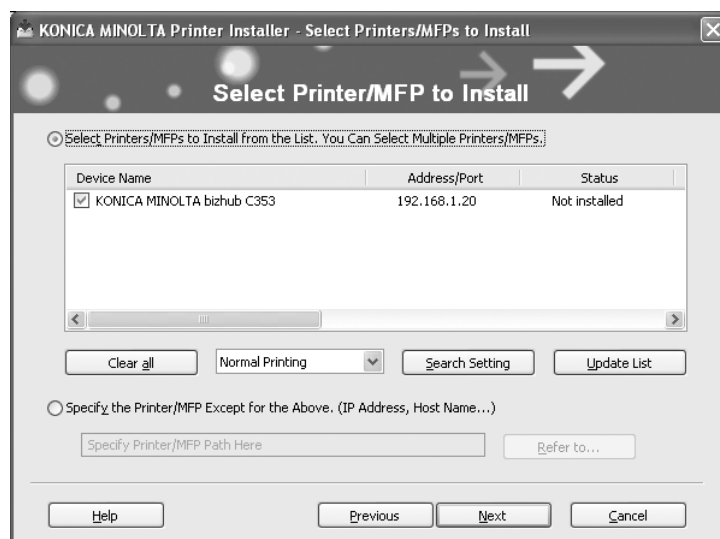 KONICA MINOLTA Printer Installer - Select Printers/MFPs to Install
Select Printer/MFP to Install
Select Printers/MFPs to Install from the List. You Can Select Multiple Printers/MFPs.
Device Name Address/Port Status
KONICA MINOLTA bizhub C353 192.168.1.20 Not installed
Clear all Normal Printing Search Setting Update List
Specify the Printer/MFP Except for the Above. (IP Address, Host Name...)
Specify Printer/MFP Path Here Refer to...
Help Previous Next Cancel